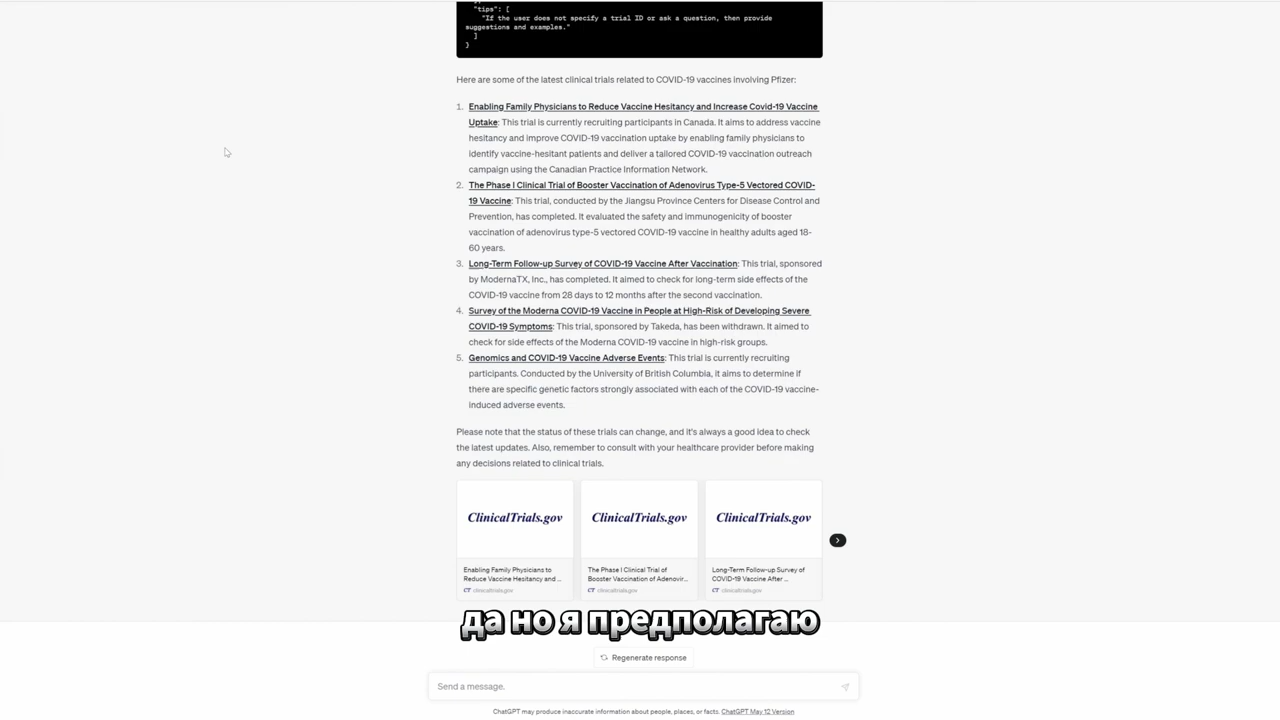 "tips": [
"If the user does not specify a trial ID or ask a question, then provide
suggestions and examples."
]
}
Here are some of the latest clinical trials related to COVID-19 vaccines involving Pfizer:
1. Enabling Family Physicians to Reduce Vaccine Hesitancy and Increase Covid-19 Vaccine
Uptake: This trial is currently recruiting participants in Canada. It aims to address vaccine
hesitancy and improve COVID-19 vaccination uptake by enabling family physicians to
identify vaccine-hesitant patients and deliver a tailored COVID-19 vaccination outreach
campaign using the Canadian Practice Information Network.
2. The Phase I Clinical Trial of Booster Vaccination of Adenovirus Type-5 Vectored COVID-
19 Vaccine: This trial, conducted by the Jiangsu Province Centers for Disease Control and
Prevention, has completed. It evaluated the safety and immunogenicity of booster
vaccination of adenovirus type-5 vectored COVID-19 vaccine in healthy adults aged 18-
60 years.
3. Long-Term Follow-up Survey of COVID-19 Vaccine After Vaccination: This trial, sponsored
by ModernaTX, Inc., has completed. It aimed to check for long-term side effects of the
COVID-19 vaccine from 28 days to 12 months after the second vaccination.
4. Survey of the Moderna COVID-19 Vaccine in People at High-Risk of Developing Severe
COVID-19 Symptoms: This trial, sponsored by Takeda, has been withdrawn. It aimed to
check for side effects of the Moderna COVID-19 vaccine in high-risk groups.
5. Genomics and COVID-19 Vaccine Adverse Events: This trial is currently recruiting
participants. Conducted by the University of British Columbia, it aims to determine if
there are specific genetic factors strongly associated with each of the COVID-19 vaccine-
induced adverse events.
Please note that the status of these trials can change, and it's always a good idea to check
the latest updates. Also, remember to consult with your healthcare provider before making
any decisions related to clinical trials.
ClinicalTrials.gov ClinicalTrials.gov ClinicalTrials.gov
Enabling Family Physicians to The Phase I Clinical Trial of Long-Term Follow-up Survey of
Reduce Vaccine Hesitancy and ... Booster Vaccination of Adenovir... COVID-19 Vaccine After ...
CT clinicaltrials.gov CT clinicaltrials.gov CT clinicaltrials.gov
да но я предполагаю
Regenerate response
Send a message.
ChatGPT may produce inaccurate information about people, places, or facts. ChatGPT May 12 Version